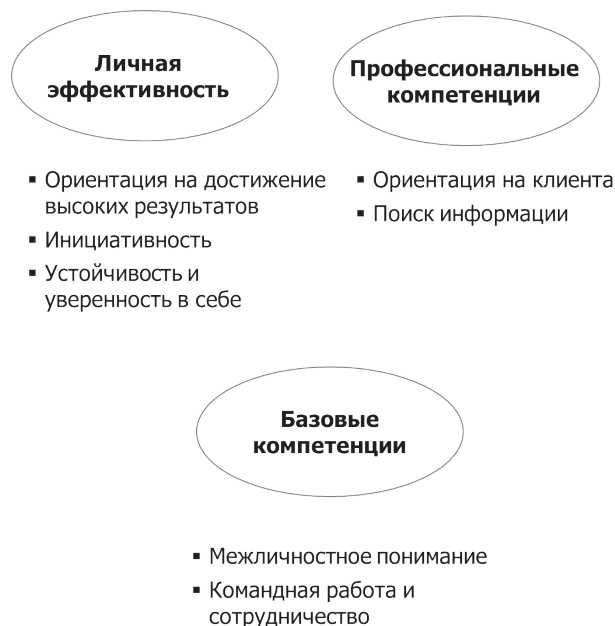 Личная
эффективность
▪ Ориентация на достижение
высоких результатов
▪ Инициативность
▪ Устойчивость и
уверенность в себе
Профессиональные
компетенции
▪ Ориентация на клиента
▪ Поиск информации
Базовые
компетенции
▪ Межличностное понимание
▪ Командная работа и
сотрудничество